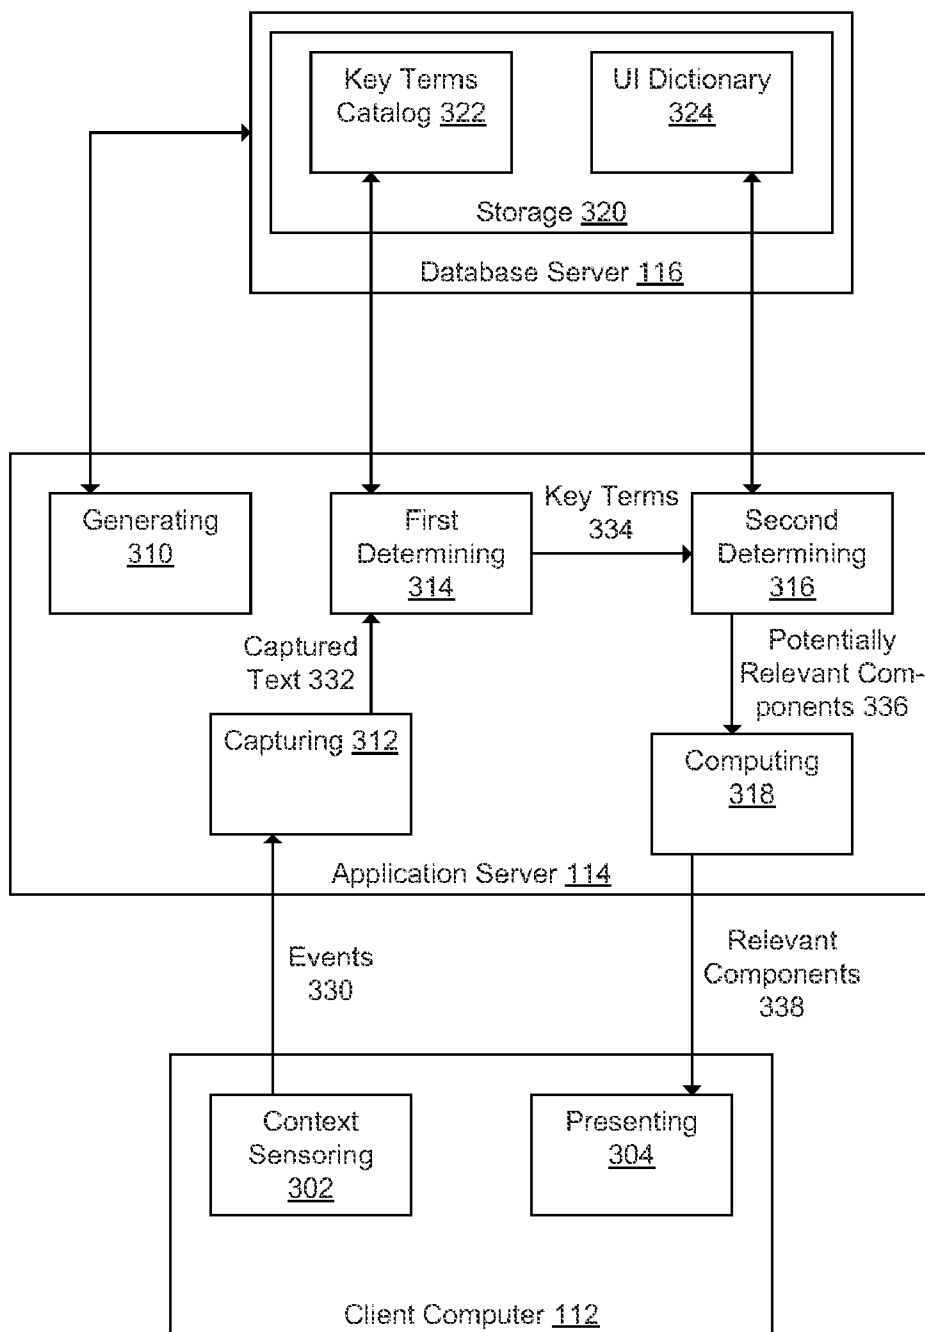 Key Terms
Catalog 322
UI Dictionary
324
Storage 320
Database Server 116
Generating
310
First
Determining
314
Key Terms
334
Second
Determining
316
Captured
Text 332
Potentially
Relevant Com-
ponents 336
Capturing 312
Computing
318
Application Server 114
Events
330
Relevant
Components
338
Context
Sensoring
302
Presenting
304
Client Computer 112